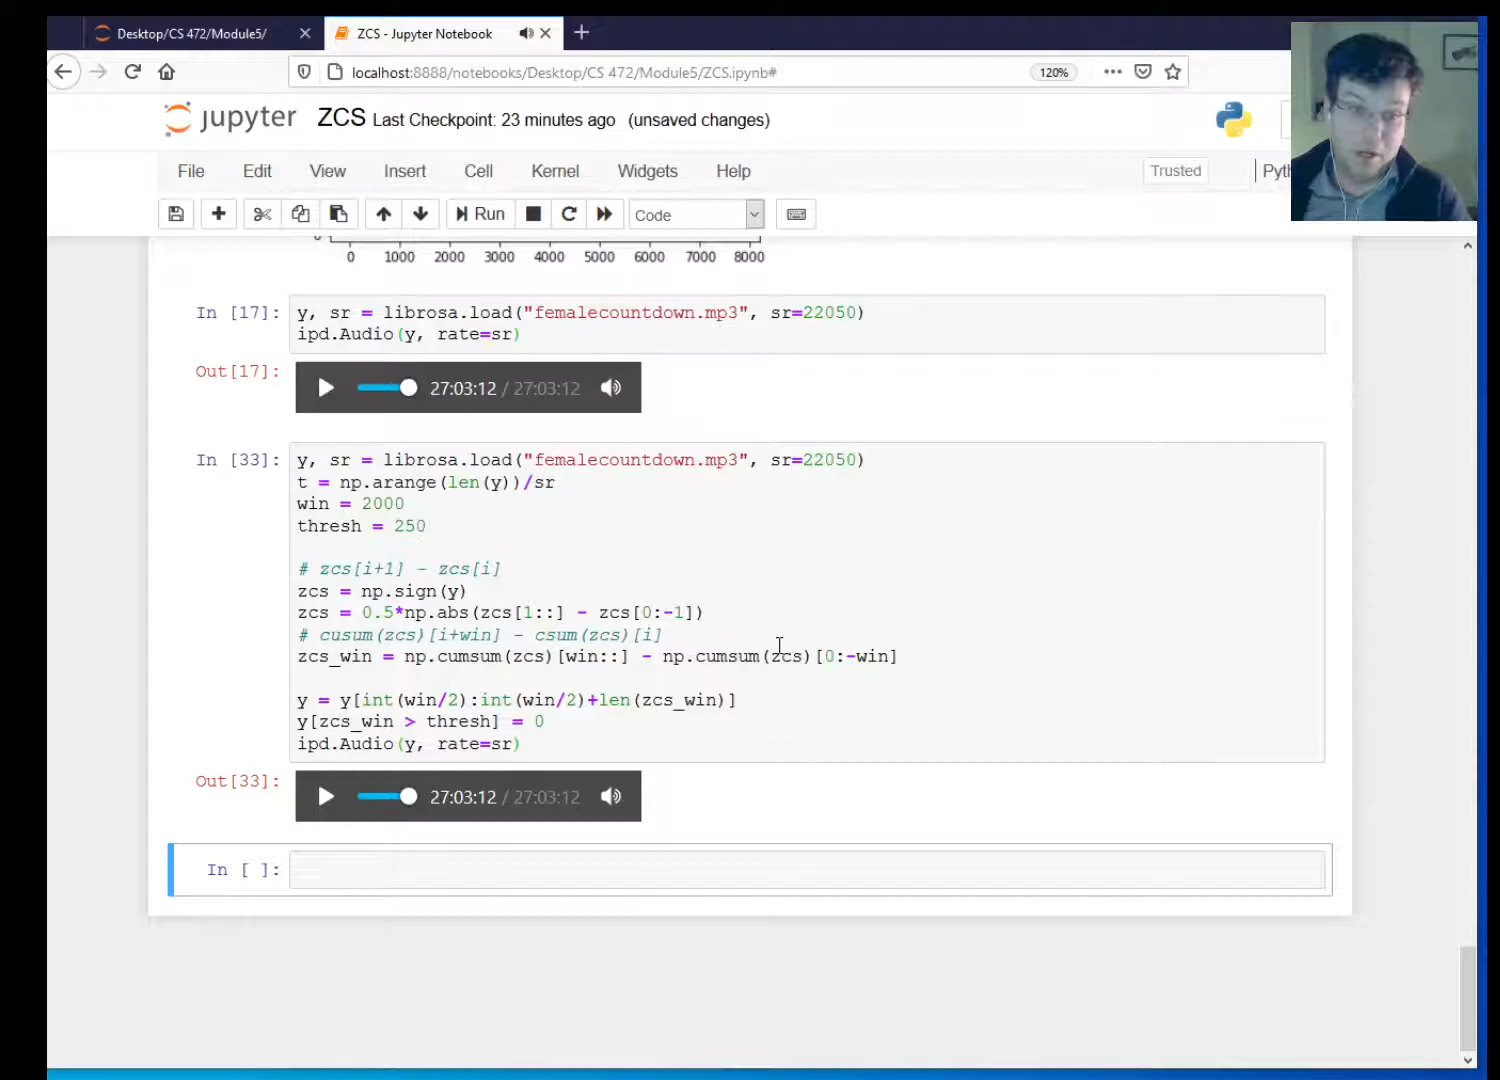 Desktop/CS 472/Module5/
ZCS - Jupyter Notebook
localhost:8888/notebooks/Desktop/CS 472/Module5/ZCS.ipynb#
120%
jupyter ZCS Last Checkpoint: 23 minutes ago (unsaved changes)
File Edit View Insert Cell Kernel Widgets Help
Trusted
Pyth
Run
Code
0 1000 2000 3000 4000 5000 6000 7000 8000
In [17]: y, sr = librosa.load("femalecountdown.mp3", sr=22050)
ipd.Audio(y, rate=sr)
Out[17]:
27:03:12 / 27:03:12
In [33]: y, sr = librosa.load("femalecountdown.mp3", sr=22050)
t = np.arange(len(y))/sr
win = 2000
thresh = 250
# zcs[i+1] - zcs[i]
zcs = np.sign(y)
zcs = 0.5*np.abs(zcs[1::] - zcs[0:-1])
# cusum(zcs)[i+win] - csum(zcs)[i]
zcs_win = np.cumsum(zcs)[win::] - np.cumsum(zcs)[0:-win]
y = y[int(win/2):int(win/2)+len(zcs_win)]
y[zcs_win > thresh] = 0
ipd.Audio(y, rate=sr)
Out[33]:
27:03:12 / 27:03:12
In [ ]: